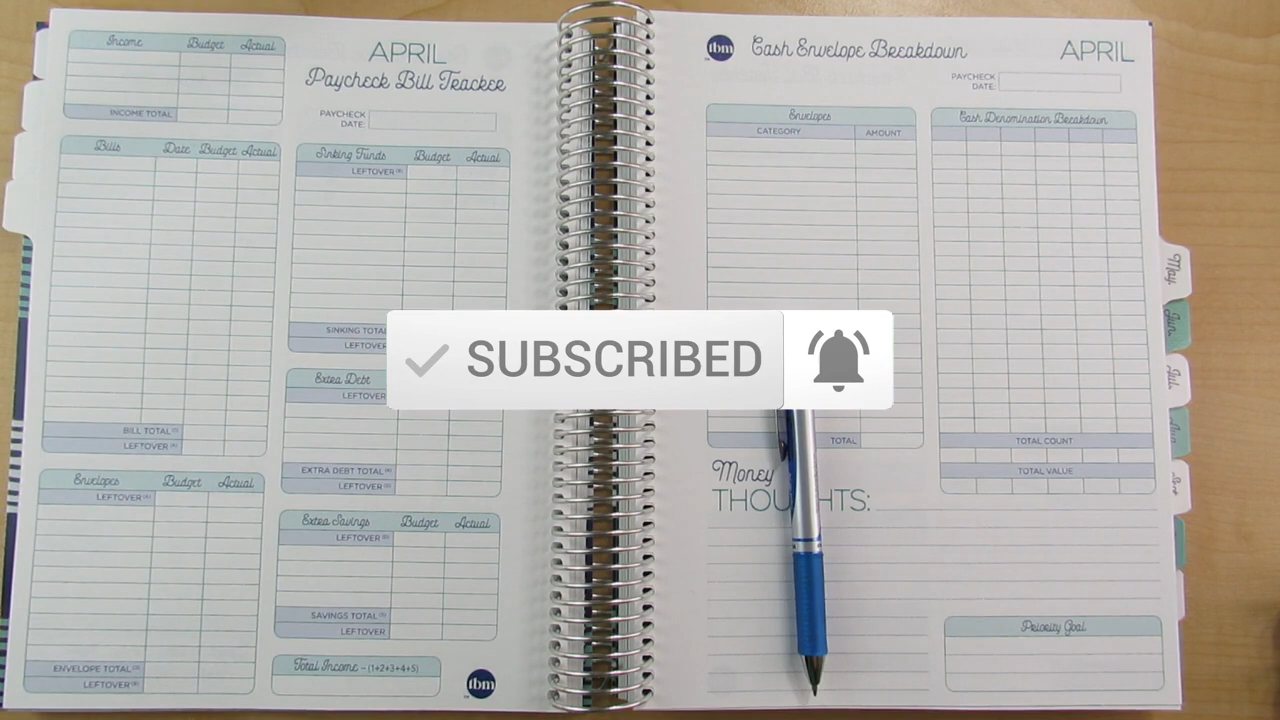 Income Budget Actual
INCOME TOTAL
APRIL
Paycheck Bill Tracker
PAYCHECK
DATE:
Bills Date Budget Actual
BILL TOTAL
LEFTOVER
Envelopes Budget Actual
LEFTOVER
ENVELOPE TOTAL
LEFTOVER
Sinking Funds Budget Actual
LEFTOVER
SINKING
LEFTOVER
Extra Debt
LEFTOVER
EXTRA DEBT TOTAL
LEFTOVER
Extra Savings Budget Actual
LEFTOVER
SAVINGS TOTAL
LEFTOVER
Total Income – (1+2+3+4+5)
tbm
tbm Cash Envelope Breakdown APRIL
PAYCHECK
DATE:
Envelopes
CATEGORY AMOUNT
TOTAL
Cash Denomination Breakdown
TOTAL COUNT
TOTAL VALUE
Money
THOUGHTS:
Priority Goal
May
Jun
Jul
Aug
SUBSCRIBED